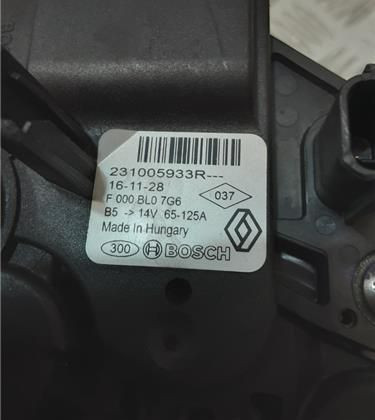 231005933R---
16-11-28
037
F 000 BL0 7G6
B5 -> 14V 65-125A
Made In Hungary
300 BOSCH